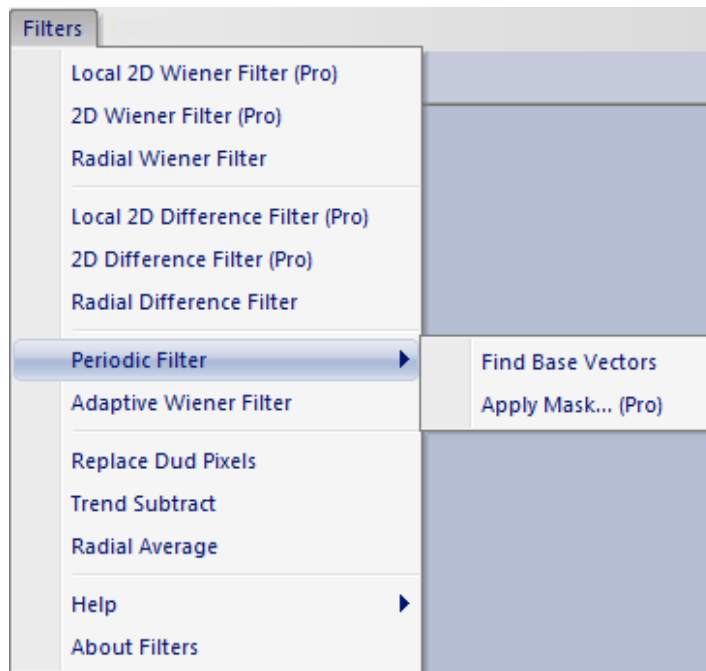 Filters
Local 2D Wiener Filter (Pro)
2D Wiener Filter (Pro)
Radial Wiener Filter
Local 2D Difference Filter (Pro)
2D Difference Filter (Pro)
Radial Difference Filter
Periodic Filter
Find Base Vectors
Apply Mask... (Pro)
Adaptive Wiener Filter
Replace Dud Pixels
Trend Subtract
Radial Average
Help
About Filters